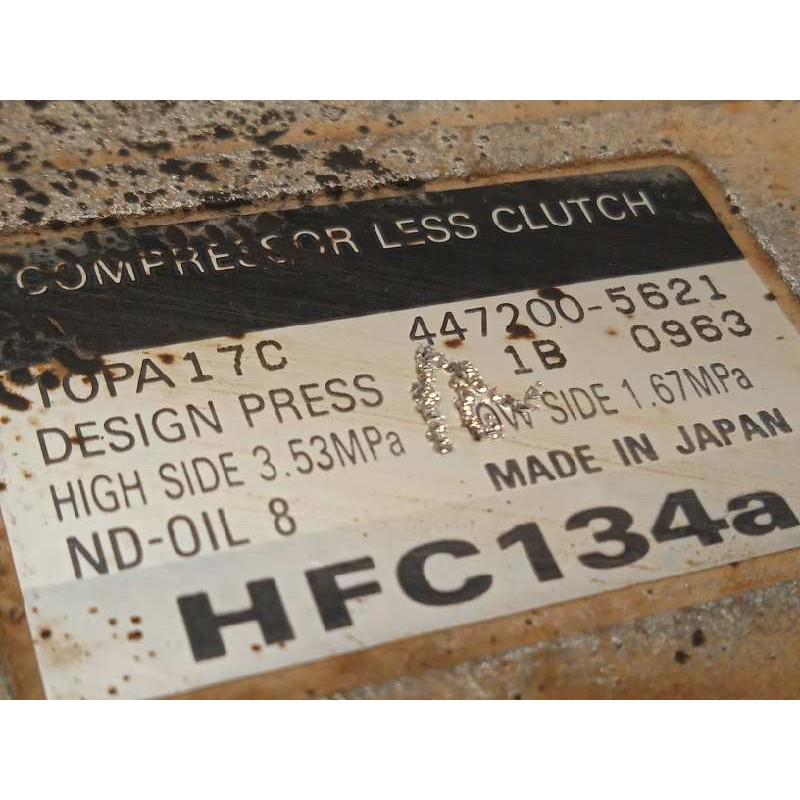 COMPRESSOR LESS CLUTCH
10PA17C 447200-5621
DESIGN PRESS 1B 0963
HIGH SIDE 3.53MPa LOW SIDE 1.67MPa
ND-OIL 8 MADE IN JAPAN
HFC134a